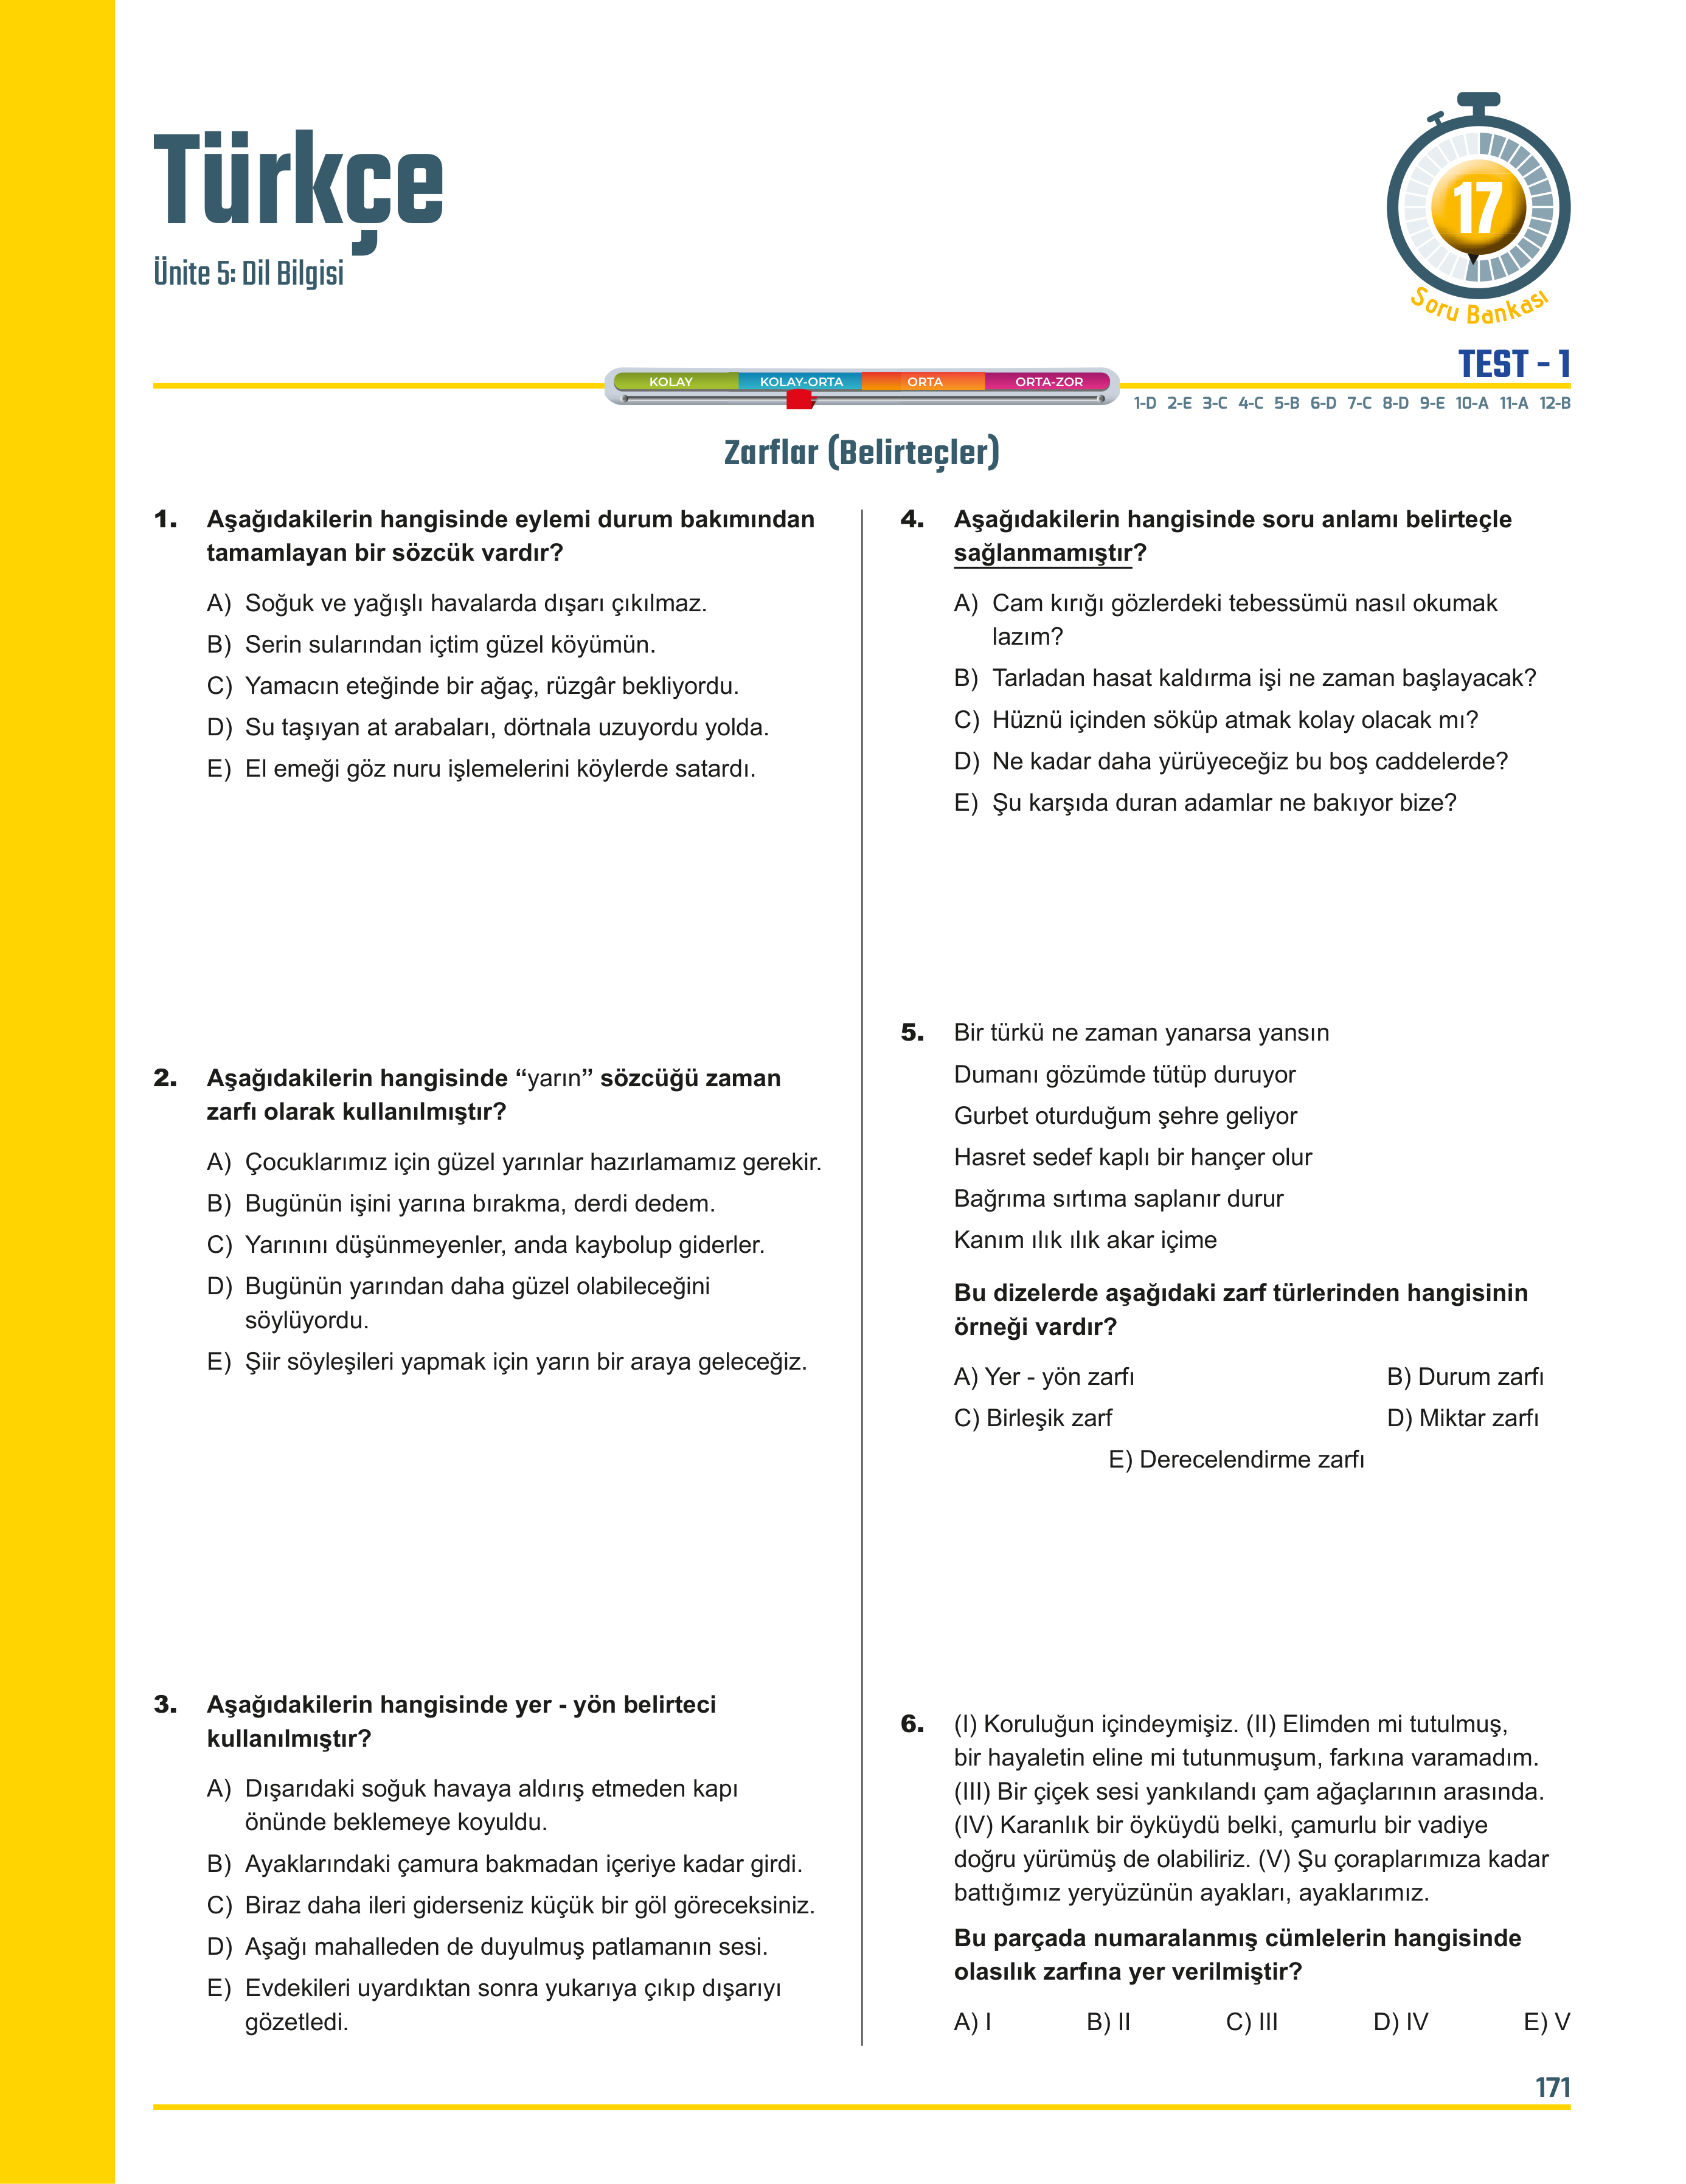 Türkçe
Ünite 5: Dil Bilgisi
17
Soru Bankası
TEST - 1
KOLAY KOLAY-ORTA ORTA ORTA-ZOR
1-D 2-E 3-C 4-C 5-B 6-D 7-C 8-D 9-E 10-A 11-A 12-B
Zarflar (Belirteçler)
1. Aşağıdakilerin hangisinde eylemi durum bakımından
tamamlayan bir sözcük vardır?
A) Soğuk ve yağışlı havalarda dışarı çıkılmaz.
B) Serin sularından içtim güzel köyümün.
C) Yamacın eteğinde bir ağaç, rüzgâr bekliyordu.
D) Su taşıyan at arabaları, dörtnala uzuyordu yolda.
E) El emeği göz nuru işlemelerini köylerde satardı.
2. Aşağıdakilerin hangisinde “yarın” sözcüğü zaman
zarfı olarak kullanılmıştır?
A) Çocuklarımız için güzel yarınlar hazırlamamız gerekir.
B) Bugünün işini yarına bırakma, derdi dedem.
C) Yarınını düşünmeyenler, anda kaybolup giderler.
D) Bugünün yarından daha güzel olabileceğini
söylüyordu.
E) Şiir söyleşileri yapmak için yarın bir araya geleceğiz.
3. Aşağıdakilerin hangisinde yer - yön belirteci
kullanılmıştır?
A) Dışarıdaki soğuk havaya aldırış etmeden kapı
önünde beklemeye koyuldu.
B) Ayaklarındaki çamura bakmadan içeriye kadar girdi.
C) Biraz daha ileri giderseniz küçük bir göl göreceksiniz.
D) Aşağı mahalleden de duyulmuş patlamanın sesi.
E) Evdekileri uyardıktan sonra yukarıya çıkıp dışarıyı
gözetledi.
4. Aşağıdakilerin hangisinde soru anlamı belirteçle
sağlanmamıştır?
A) Cam kırığı gözlerdeki tebessümü nasıl okumak
lazım?
B) Tarladan hasat kaldırma işi ne zaman başlayacak?
C) Hüznü içinden söküp atmak kolay olacak mı?
D) Ne kadar daha yürüyeceğiz bu boş caddelerde?
E) Şu karşıda duran adamlar ne bakıyor bize?
5. Bir türkü ne zaman yanarsa yansın
Dumanı gözümde tütüp duruyor
Gurbet oturduğum şehre geliyor
Hasret sedef kaplı bir hançer olur
Bağrıma sırtıma saplanır durur
Kanım ılık ılık akar içime
Bu dizelerde aşağıdaki zarf türlerinden hangisinin
örneği vardır?
A) Yer - yön zarfı B) Durum zarfı
C) Birleşik zarf D) Miktar zarfı
E) Derecelendirme zarfı
6. (I) Koruluğun içindeymişiz. (II) Elimden mi tutulmuş,
bir hayaletin eline mi tutunmuşum, farkına varamadım.
(III) Bir çiçek sesi yankılandı çam ağaçlarının arasında.
(IV) Karanlık bir öyküydü belki, çamurlu bir vadiye
doğru yürümüş de olabiliriz. (V) Şu çoraplarımıza kadar
battığımız yeryüzünün ayakları, ayaklarımız.
Bu parçada numaralanmış cümlelerin hangisinde
olasılık zarfına yer verilmiştir?
A) I B) II C) III D) IV E) V
171